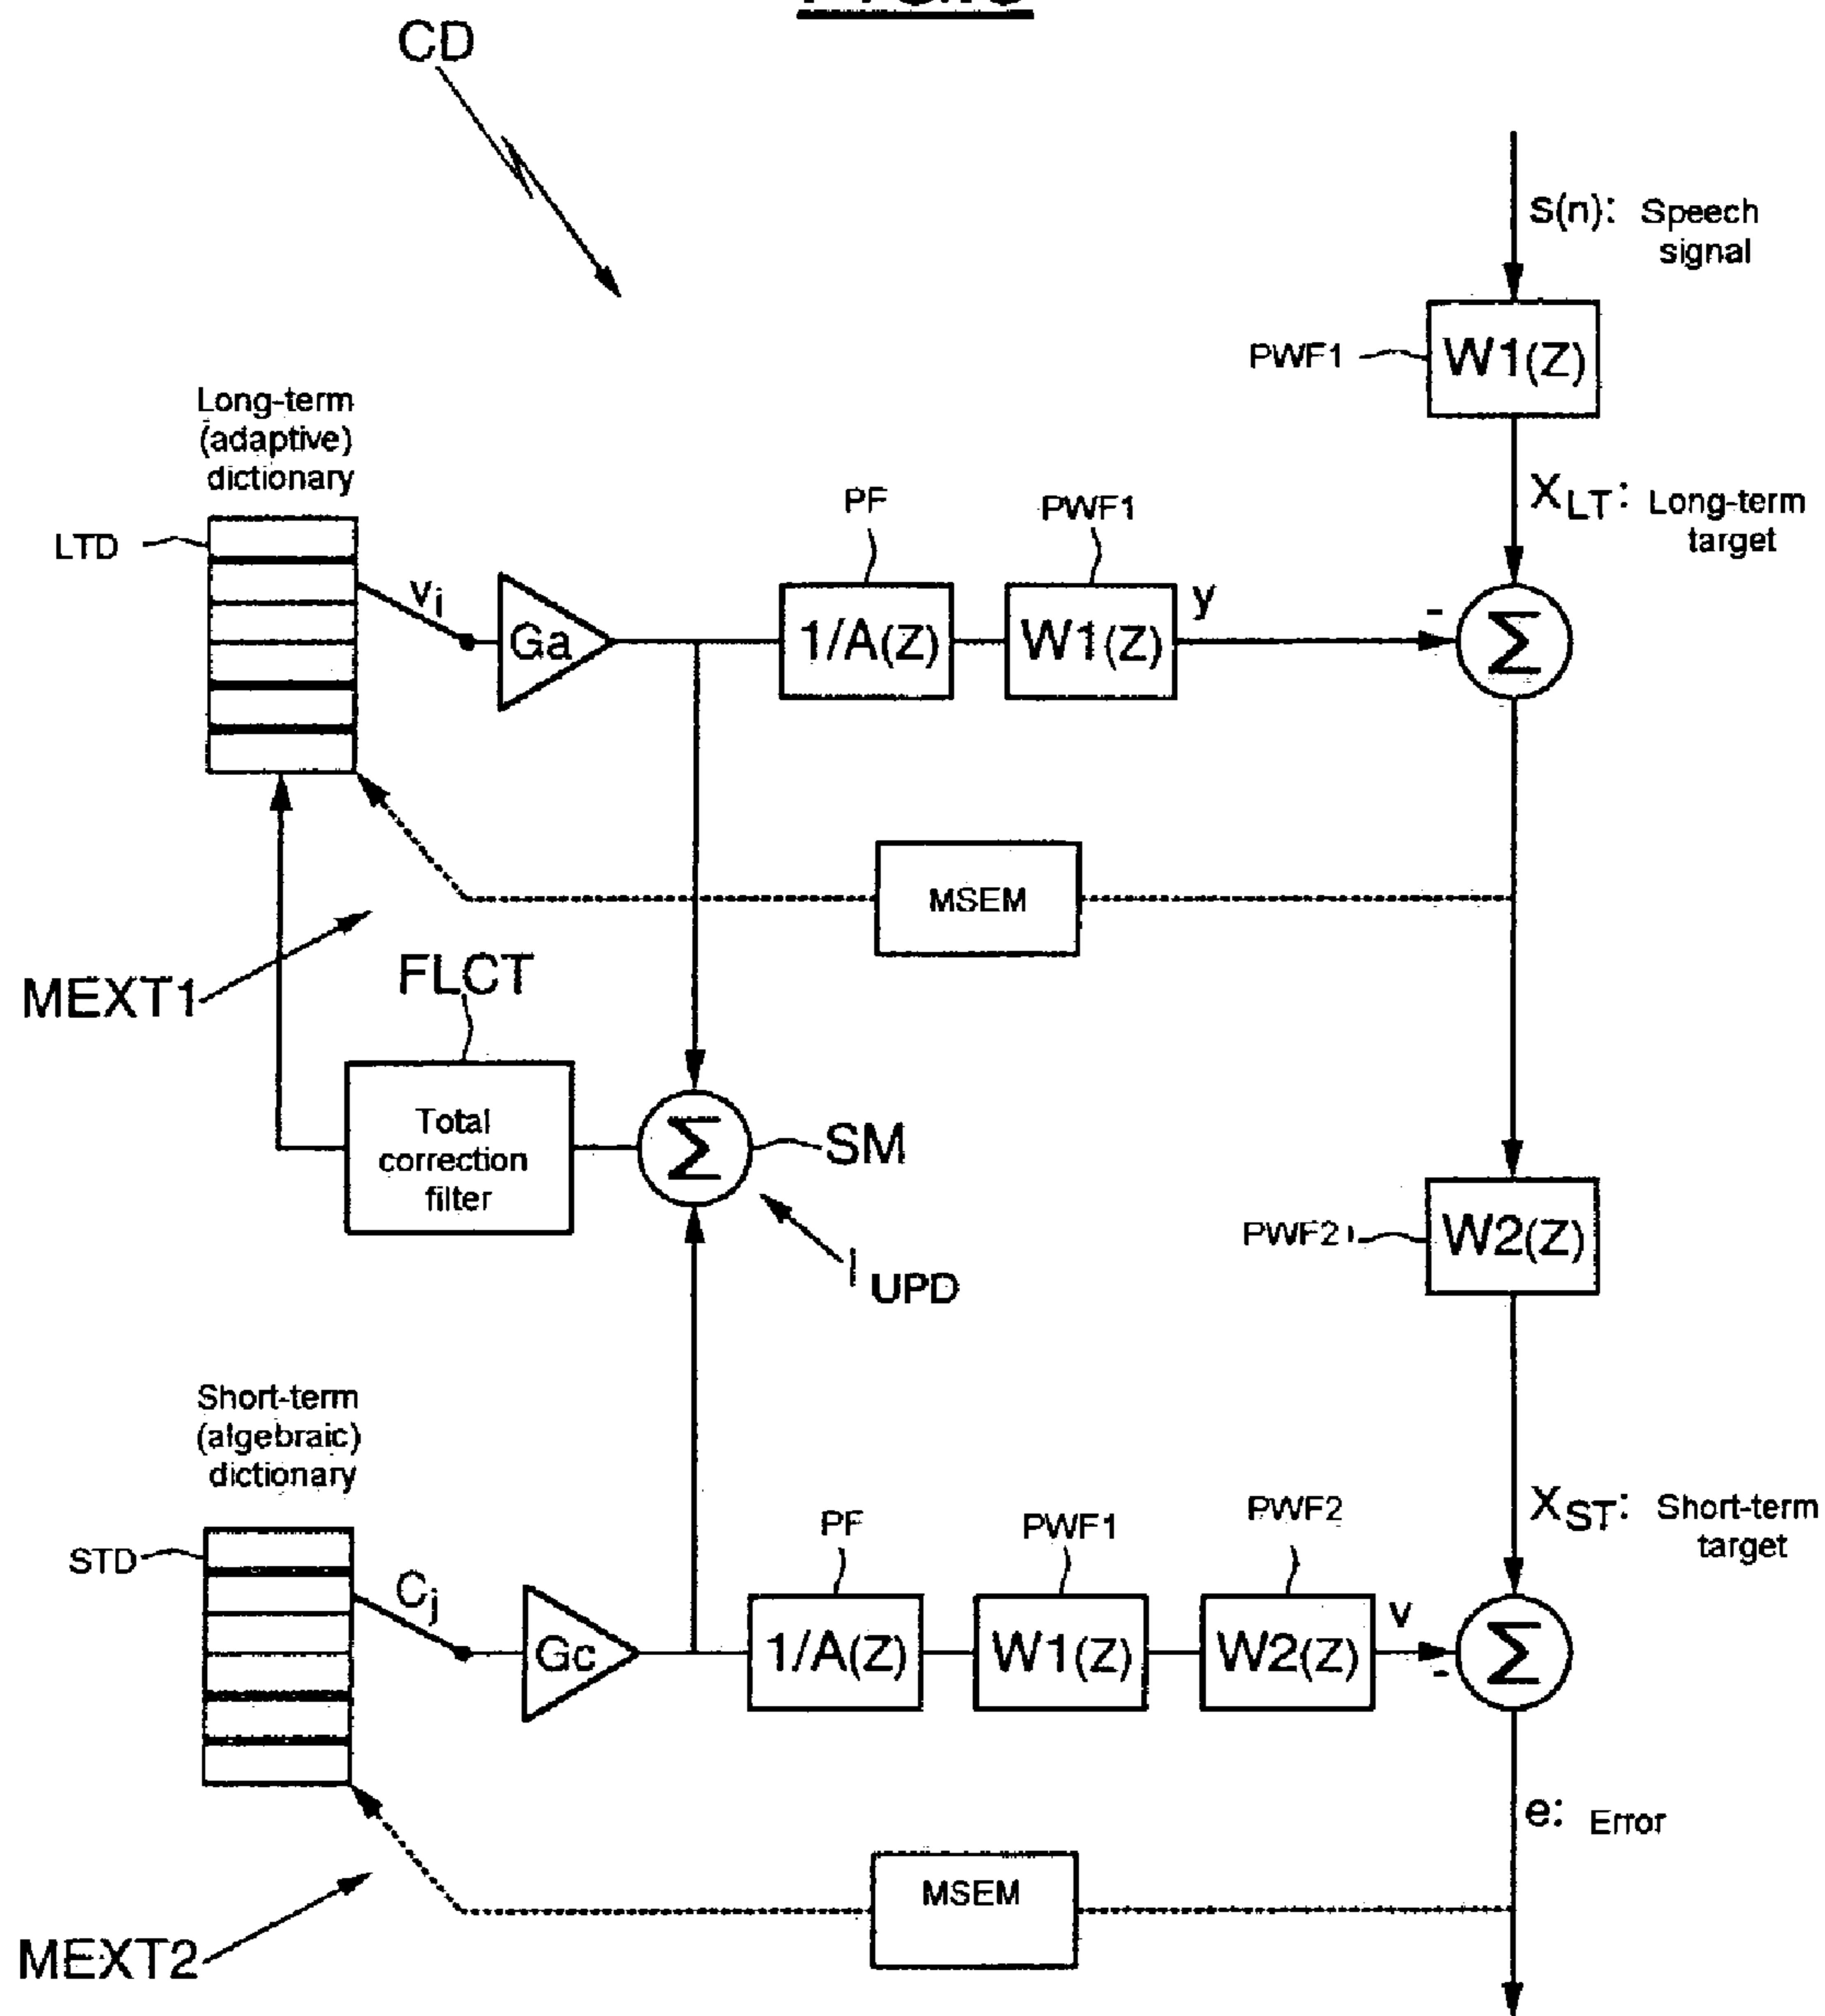 CD
s(n): Speech
signal
PWF1
W1(Z)
Long-term
(adaptive)
dictionary
XLT: Long-term
target
LTD
vi
Ga
PF
1/A(Z)
PWF1
W1(Z)
y
-
Σ
MSEM
MEXT1
FLCT
Total
correction
filter
Σ
SM
IUPD
PWF2
W2(Z)
Short-term
(algebraic)
dictionary
XST: Short-term
target
STD
Cj
Gc
PF
1/A(Z)
PWF1
W1(Z)
PWF2
W2(Z)
v
-
Σ
e: Error
MSEM
MEXT2